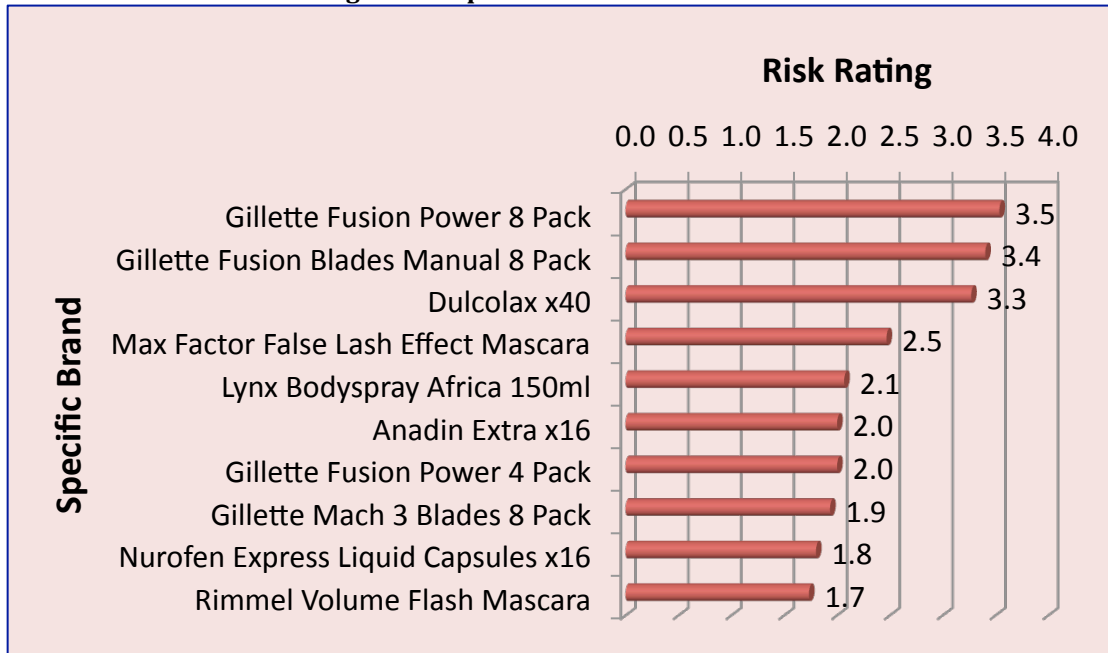 Risk Rating
0.0 0.5 1.0 1.5 2.0 2.5 3.0 3.5 4.0
Specific Brand
Gillette Fusion Power 8 Pack 3.5
Gillette Fusion Blades Manual 8 Pack 3.4
Dulcolax x40 3.3
Max Factor False Lash Effect Mascara 2.5
Lynx Bodyspray Africa 150ml 2.1
Anadin Extra x16 2.0
Gillette Fusion Power 4 Pack 2.0
Gillette Mach 3 Blades 8 Pack 1.9
Nurofen Express Liquid Capsules x16 1.8
Rimmel Volume Flash Mascara 1.7